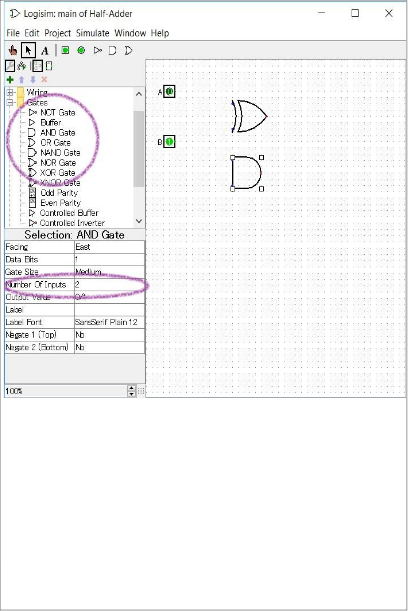 Logisim: main of Half-Adder
File Edit Project Simulate Window Help
A
Wiring
Gates
NOT Gate
Buffer
AND Gate
OR Gate
NAND Gate
NOR Gate
XOR Gate
XNOR Gate
Odd Parity
Even Parity
Controlled Buffer
Controlled Inverter
Selection: AND Gate
Facing East
Data Bits 1
Gate Size Medium
Number Of Inputs 2
Output Value 0/1
Label
Label Font SansSerif Plain 12
Negate 1 (Top) No
Negate 2 (Bottom) No
100%
A
B 1